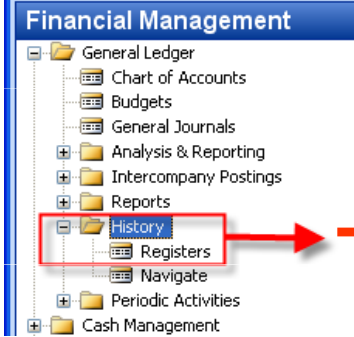 Financial Management
General Ledger
Chart of Accounts
Budgets
General Journals
Analysis & Reporting
Intercompany Postings
Reports
History
Registers
Navigate
Periodic Activities
Cash Management